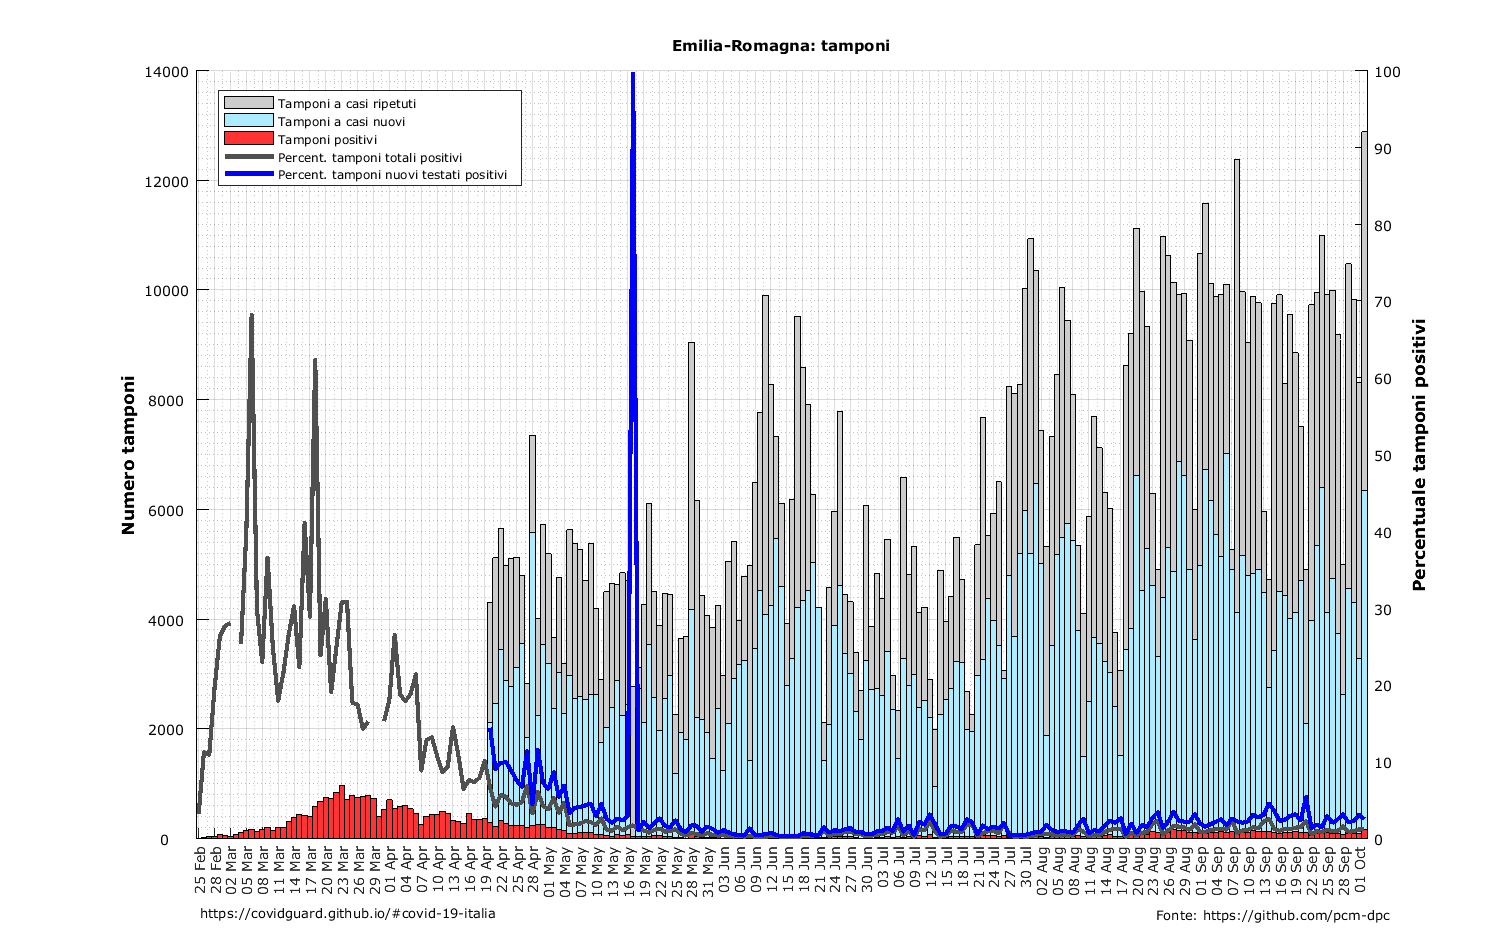 Emilia-Romagna: tamponi
Tamponi a casi ripetuti
Tamponi a casi nuovi
Tamponi positivi
Percent. tamponi totali positivi
Percent. tamponi nuovi testati positivi
Numero tamponi
14000
12000
10000
8000
6000
4000
2000
0
Percentuale tamponi positivi
100
90
80
70
60
50
40
30
20
10
0
25 Feb
28 Feb
02 Mar
05 Mar
08 Mar
11 Mar
14 Mar
17 Mar
20 Mar
23 Mar
26 Mar
29 Mar
01 Apr
04 Apr
07 Apr
10 Apr
13 Apr
16 Apr
19 Apr
22 Apr
25 Apr
28 Apr
01 May
04 May
07 May
10 May
13 May
16 May
19 May
22 May
25 May
28 May
31 May
03 Jun
06 Jun
09 Jun
12 Jun
15 Jun
18 Jun
21 Jun
24 Jun
27 Jun
30 Jun
03 Jul
06 Jul
09 Jul
12 Jul
15 Jul
18 Jul
21 Jul
24 Jul
27 Jul
30 Jul
02 Aug
05 Aug
08 Aug
11 Aug
14 Aug
17 Aug
20 Aug
23 Aug
26 Aug
29 Aug
01 Sep
04 Sep
07 Sep
10 Sep
13 Sep
16 Sep
19 Sep
22 Sep
25 Sep
28 Sep
01 Oct
https://covidguard.github.io/#covid-19-italia
Fonte: https://github.com/pcm-dpc